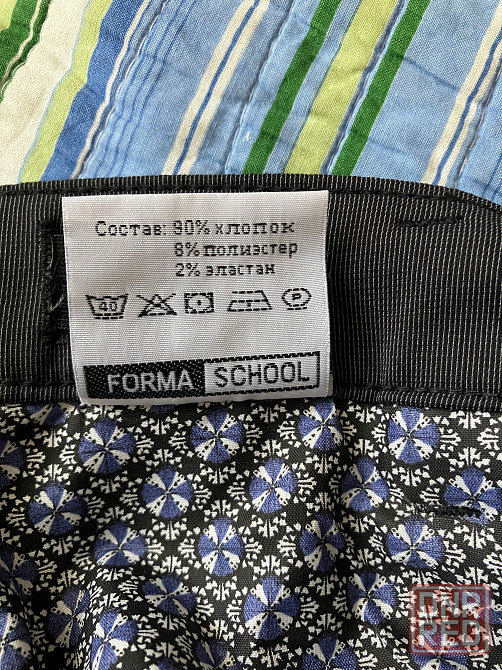 Состав: 90% хлопок
8% полиэстер
2% эластан
40
P
FORMA SCHOOL